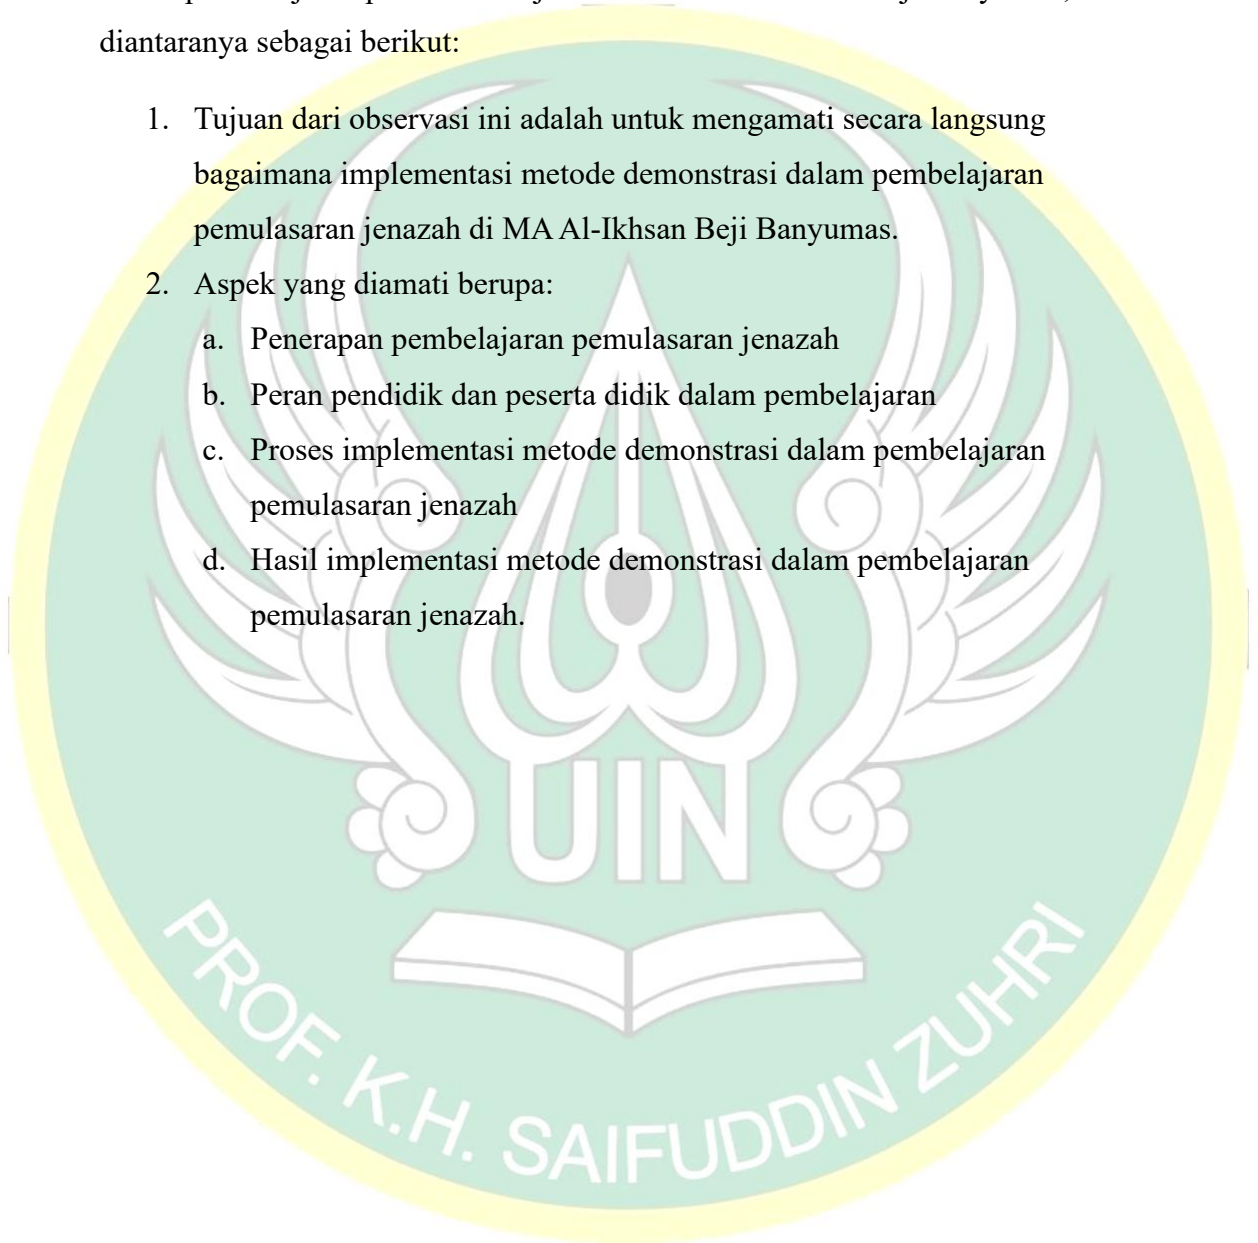 diantaranya sebagai berikut:
1. Tujuan dari observasi ini adalah untuk mengamati secara langsung
bagaimana implementasi metode demonstrasi dalam pembelajaran
pemulasaran jenazah di MA Al-Ikhsan Beji Banyumas.
2. Aspek yang diamati berupa:
a. Penerapan pembelajaran pemulasaran jenazah
b. Peran pendidik dan peserta didik dalam pembelajaran
c. Proses implementasi metode demonstrasi dalam pembelajaran
pemulasaran jenazah
d. Hasil implementasi metode demonstrasi dalam pembelajaran
pemulasaran jenazah.
UIN
PROF. K.H. SAIFUDDIN ZUHRI